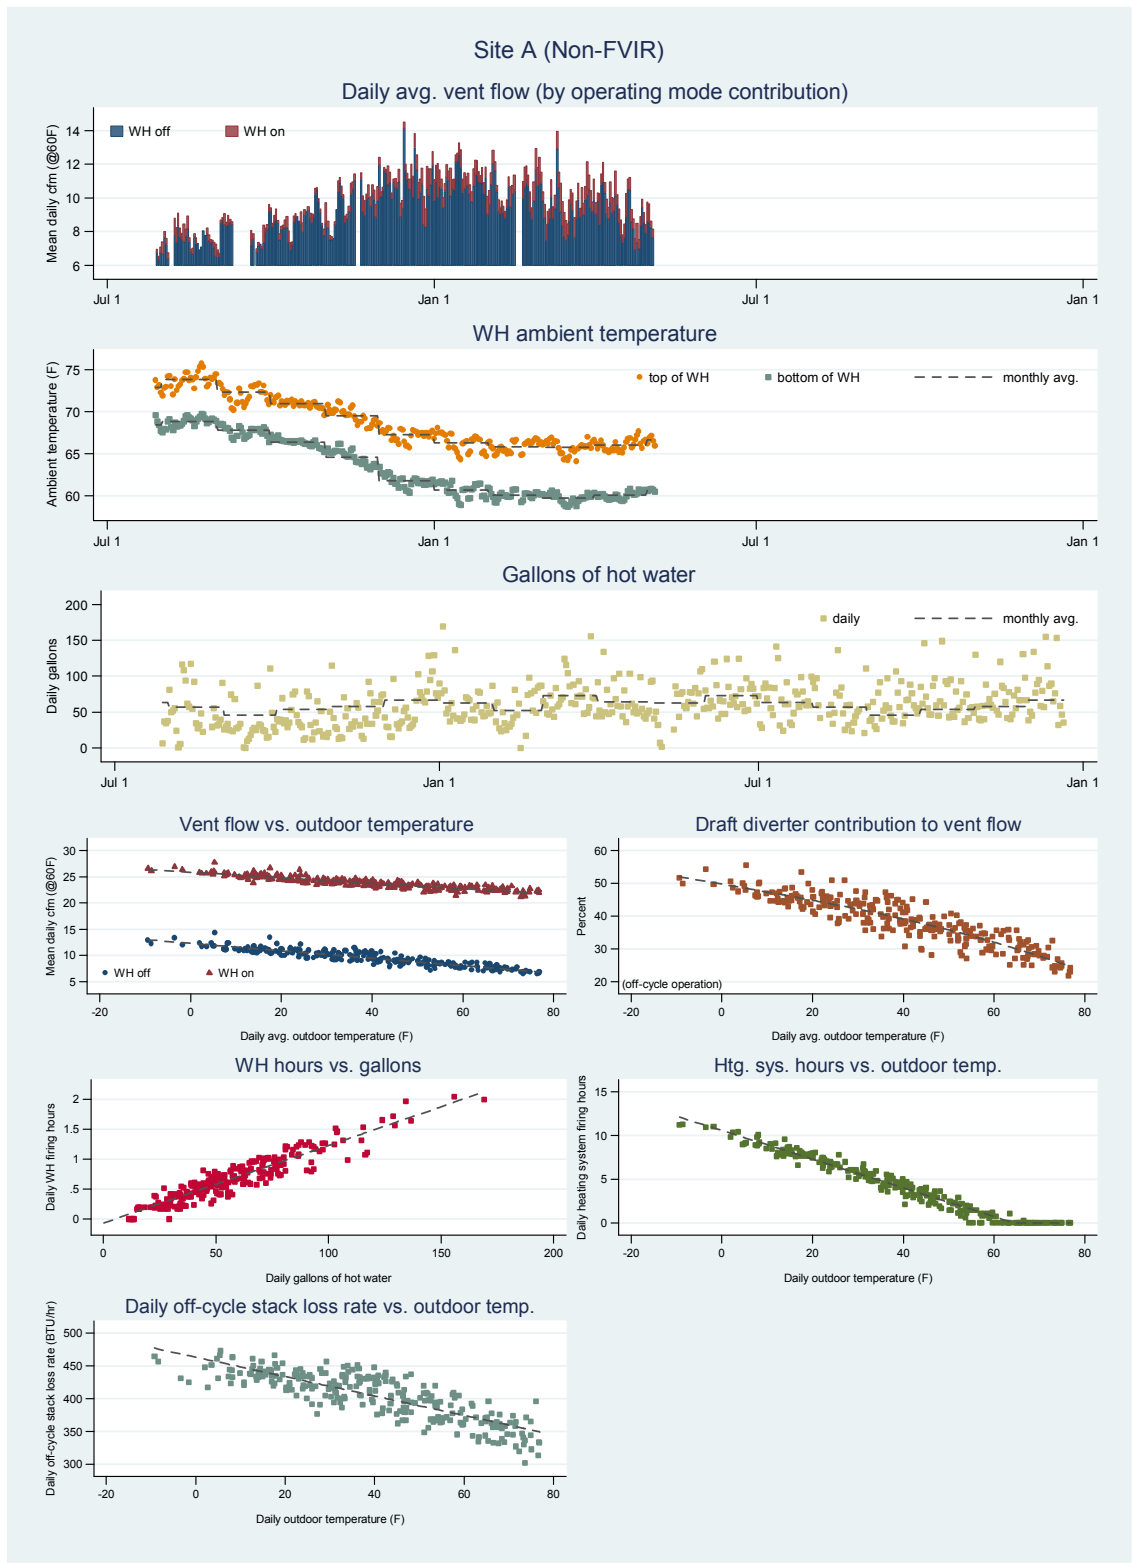 Site A (Non-FVIR)
Daily avg. vent flow (by operating mode contribution)
Mean daily cfm (@60F)
WH off
WH on
14
12
10
8
6
Jul 1
Jan 1
Jul 1
Jan 1
WH ambient temperature
Ambient temperature (F)
top of WH
bottom of WH
monthly avg.
75
70
65
60
Jul 1
Jan 1
Jul 1
Jan 1
Gallons of hot water
Daily gallons
daily
monthly avg.
200
150
100
50
0
Jul 1
Jan 1
Jul 1
Jan 1
Vent flow vs. outdoor temperature
Mean daily cfm (@60F)
30
25
20
15
10
5
WH off
WH on
-20
0
20
40
60
80
Daily avg. outdoor temperature (F)
Draft diverter contribution to vent flow
Percent
60
50
40
30
20
(off-cycle operation)
-20
0
20
40
60
80
Daily avg. outdoor temperature (F)
WH hours vs. gallons
Daily WH firing hours
2
1.5
1
.5
0
0
50
100
150
200
Daily gallons of hot water
Htg. sys. hours vs. outdoor temp.
Daily heating system firing hours
15
10
5
0
-20
0
20
40
60
80
Daily outdoor temperature (F)
Daily off-cycle stack loss rate vs. outdoor temp.
Daily off-cycle stack loss rate (BTU/hr)
500
450
400
350
300
-20
0
20
40
60
80
Daily outdoor temperature (F)